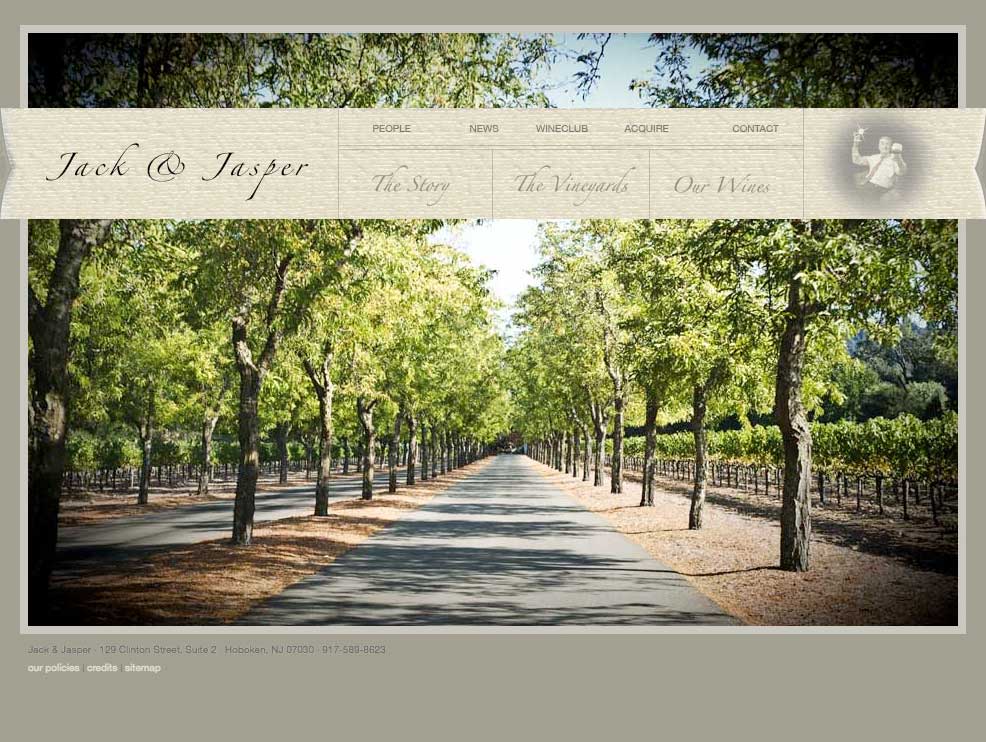 PEOPLE NEWS WINECLUB ACQUIRE CONTACT
Jack & Jasper
The Story The Vineyards Our Wines
Jack & Jasper · 129 Clinton Street, Suite 2 · Hoboken, NJ 07030 · 917-589-8623
our policies | credits | sitemap